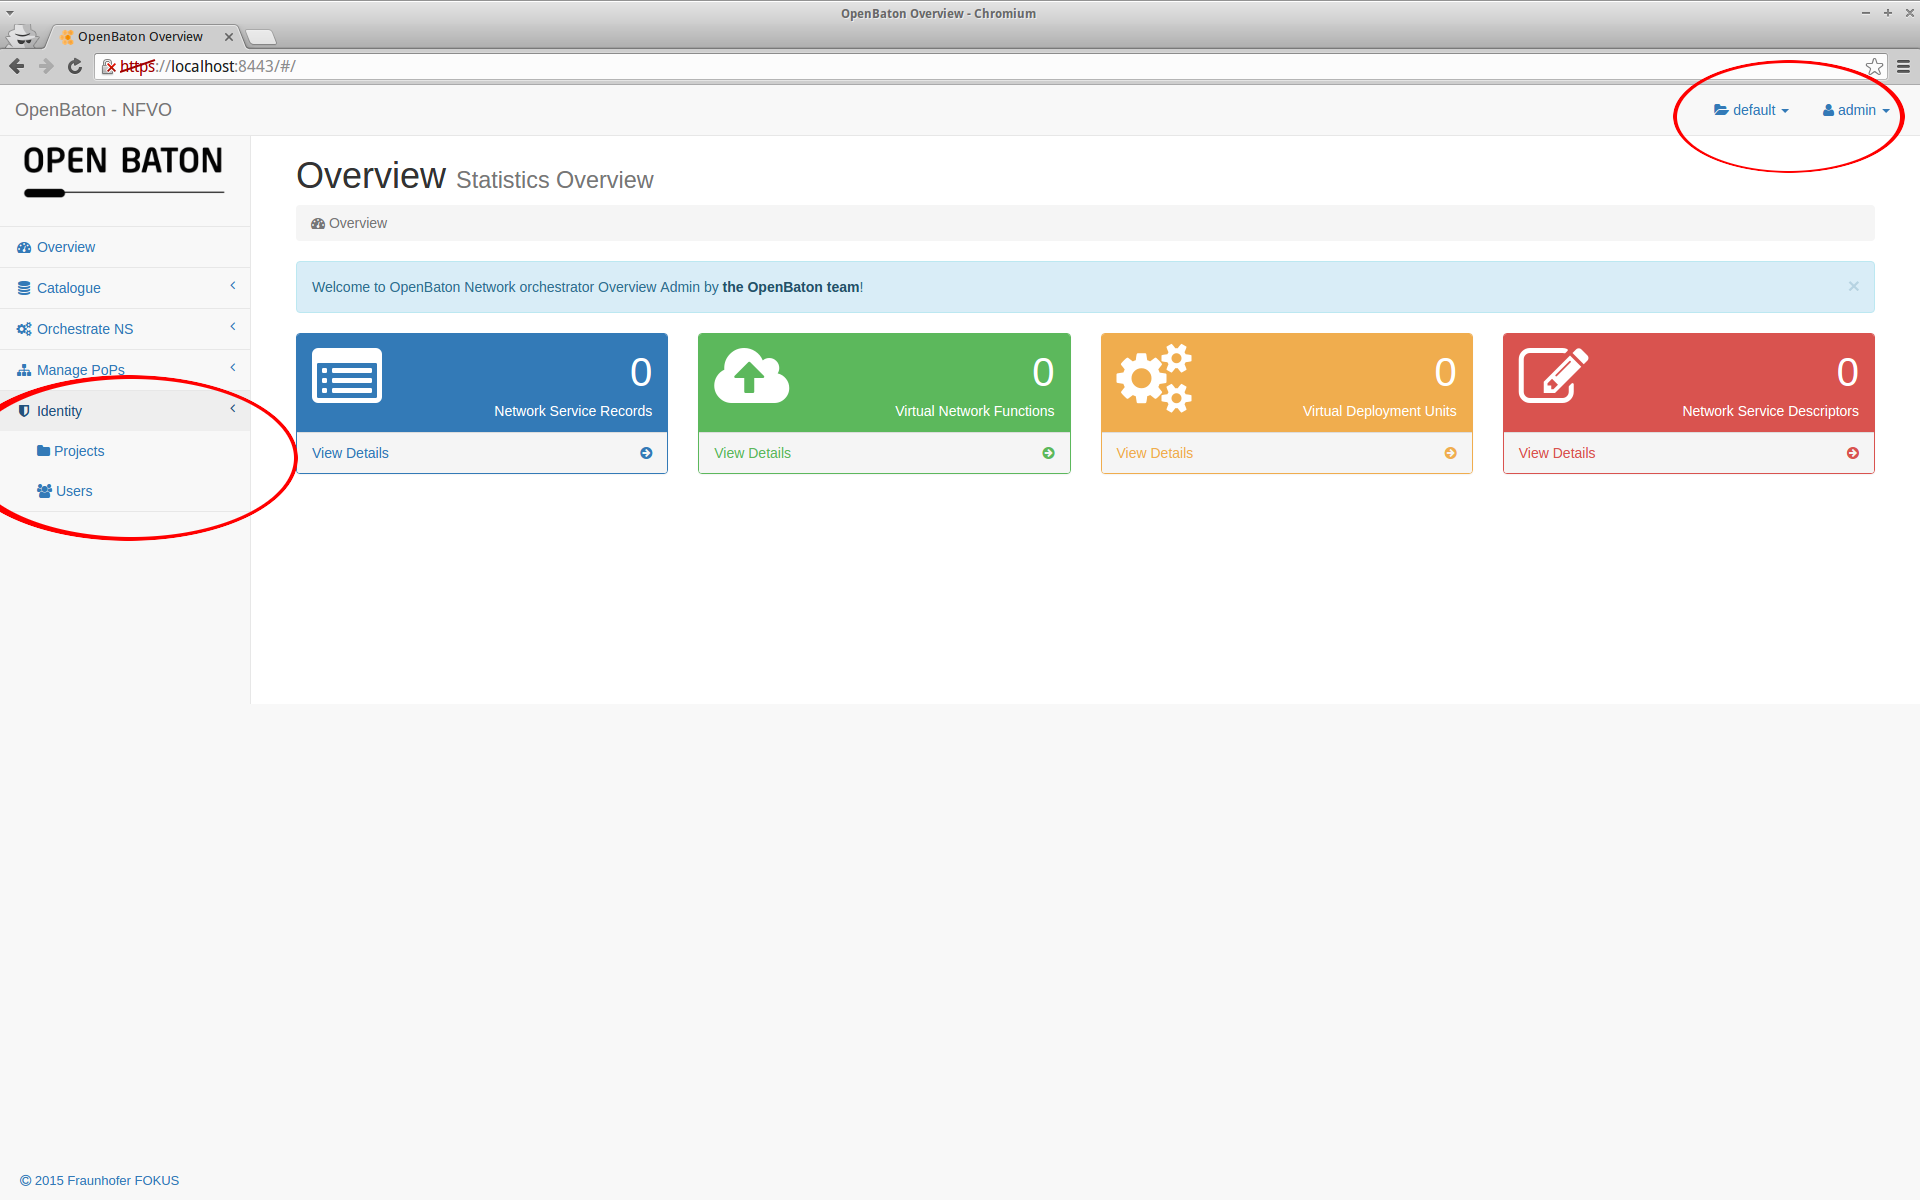 OpenBaton Overview - Chromium
OpenBaton Overview
https://localhost:8443/#/
OpenBaton - NFVO
default
admin
OPEN BATON
Overview
Catalogue
Orchestrate NS
Manage PoPs
Identity
Projects
Users
Overview Statistics Overview
Overview
Welcome to OpenBaton Network orchestrator Overview Admin by the OpenBaton team!
0
Network Service Records
View Details
0
Virtual Network Functions
View Details
0
Virtual Deployment Units
View Details
0
Network Service Descriptors
View Details
© 2015 Fraunhofer FOKUS